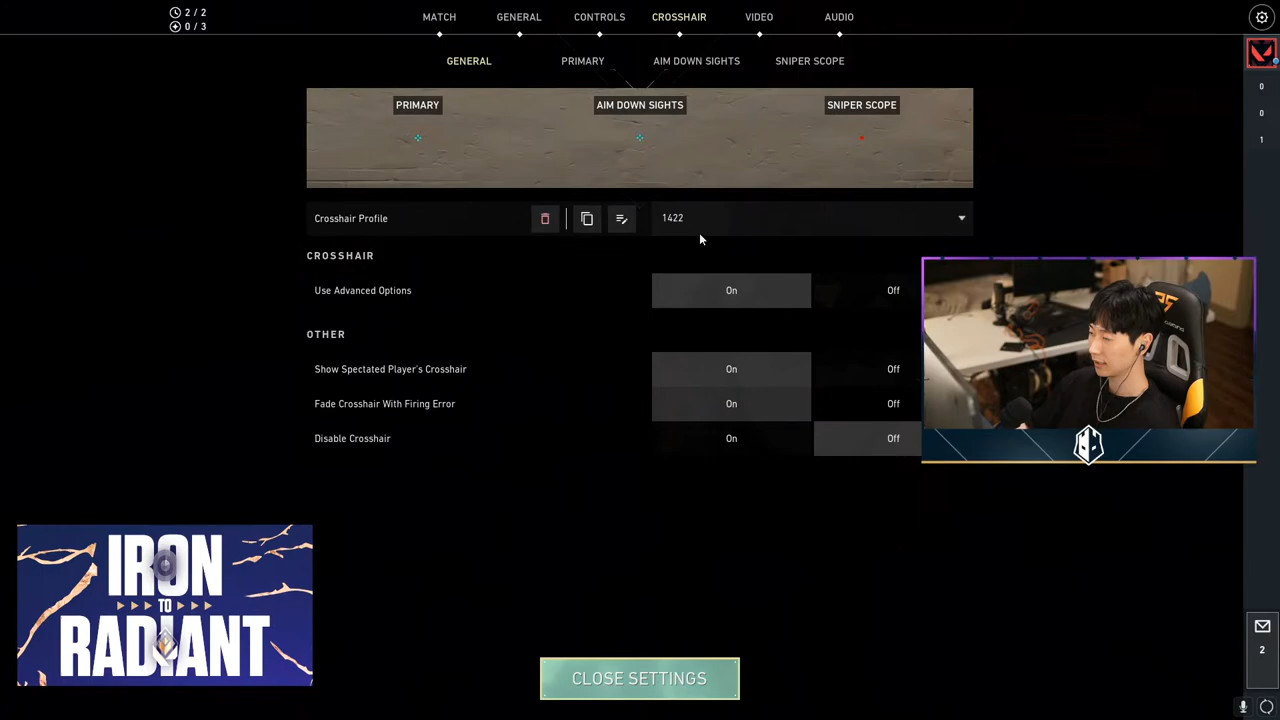 2 / 2
0 / 3
MATCH
GENERAL
CONTROLS
CROSSHAIR
VIDEO
AUDIO
GENERAL
PRIMARY
AIM DOWN SIGHTS
SNIPER SCOPE
PRIMARY
AIM DOWN SIGHTS
SNIPER SCOPE
0
0
1
Crosshair Profile
1422
CROSSHAIR
Use Advanced Options
On
Off
OTHER
Show Spectated Player's Crosshair
On
Off
Fade Crosshair With Firing Error
On
Off
Disable Crosshair
On
Off
IRON
TO
RADIANT
CLOSE SETTINGS
2